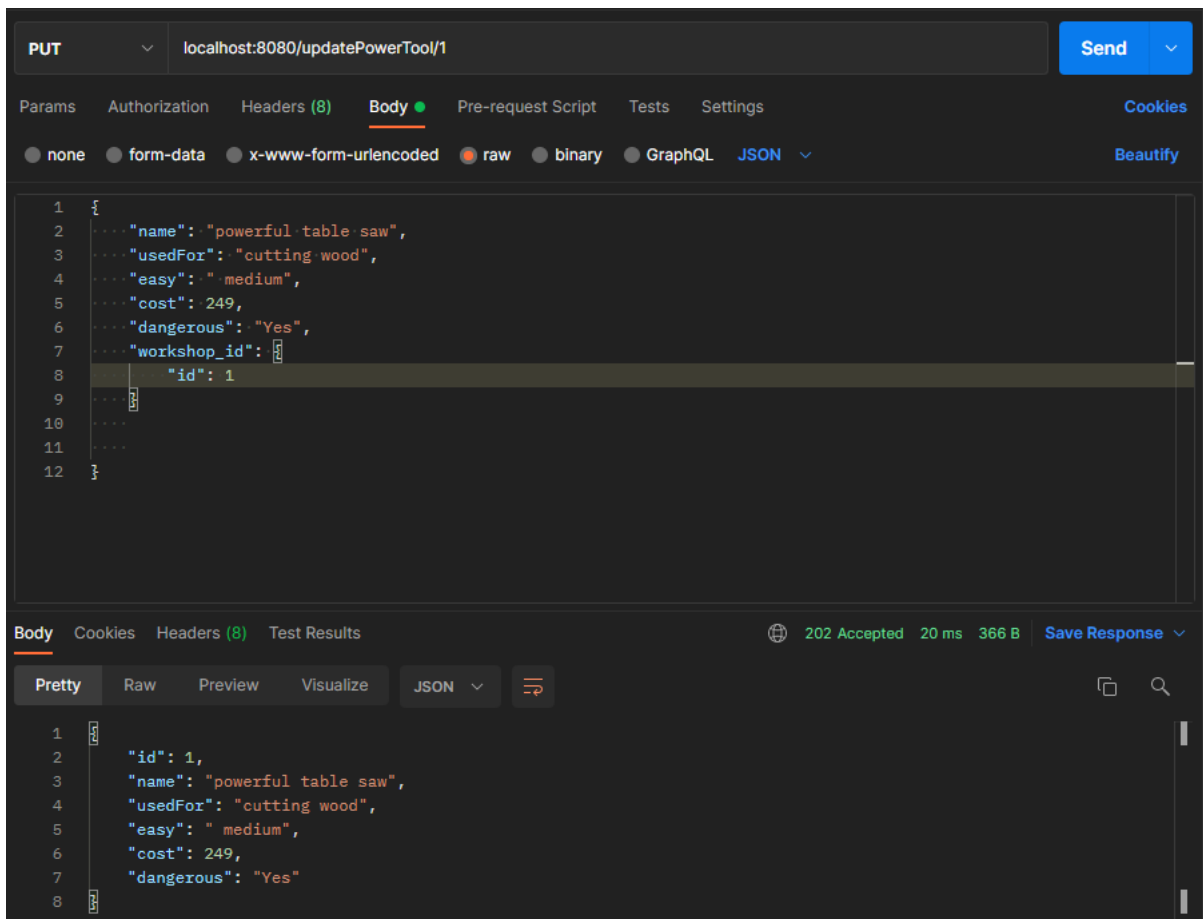 PUT localhost:8080/updatePowerTool/1 Send
Params Authorization Headers (8) Body Pre-request Script Tests Settings Cookies
none form-data x-www-form-urlencoded raw binary GraphQL JSON Beautify
1 {
2 "name": "powerful table saw",
3 "usedFor": "cutting wood",
4 "easy": " medium",
5 "cost": 249,
6 "dangerous": "Yes",
7 "workshop_id": {
8 "id": 1
9 }
10
11
12 }
Body Cookies Headers (8) Test Results 202 Accepted 20 ms 366 B Save Response
Pretty Raw Preview Visualize JSON
1 {
2 "id": 1,
3 "name": "powerful table saw",
4 "usedFor": "cutting wood",
5 "easy": " medium",
6 "cost": 249,
7 "dangerous": "Yes"
8 }